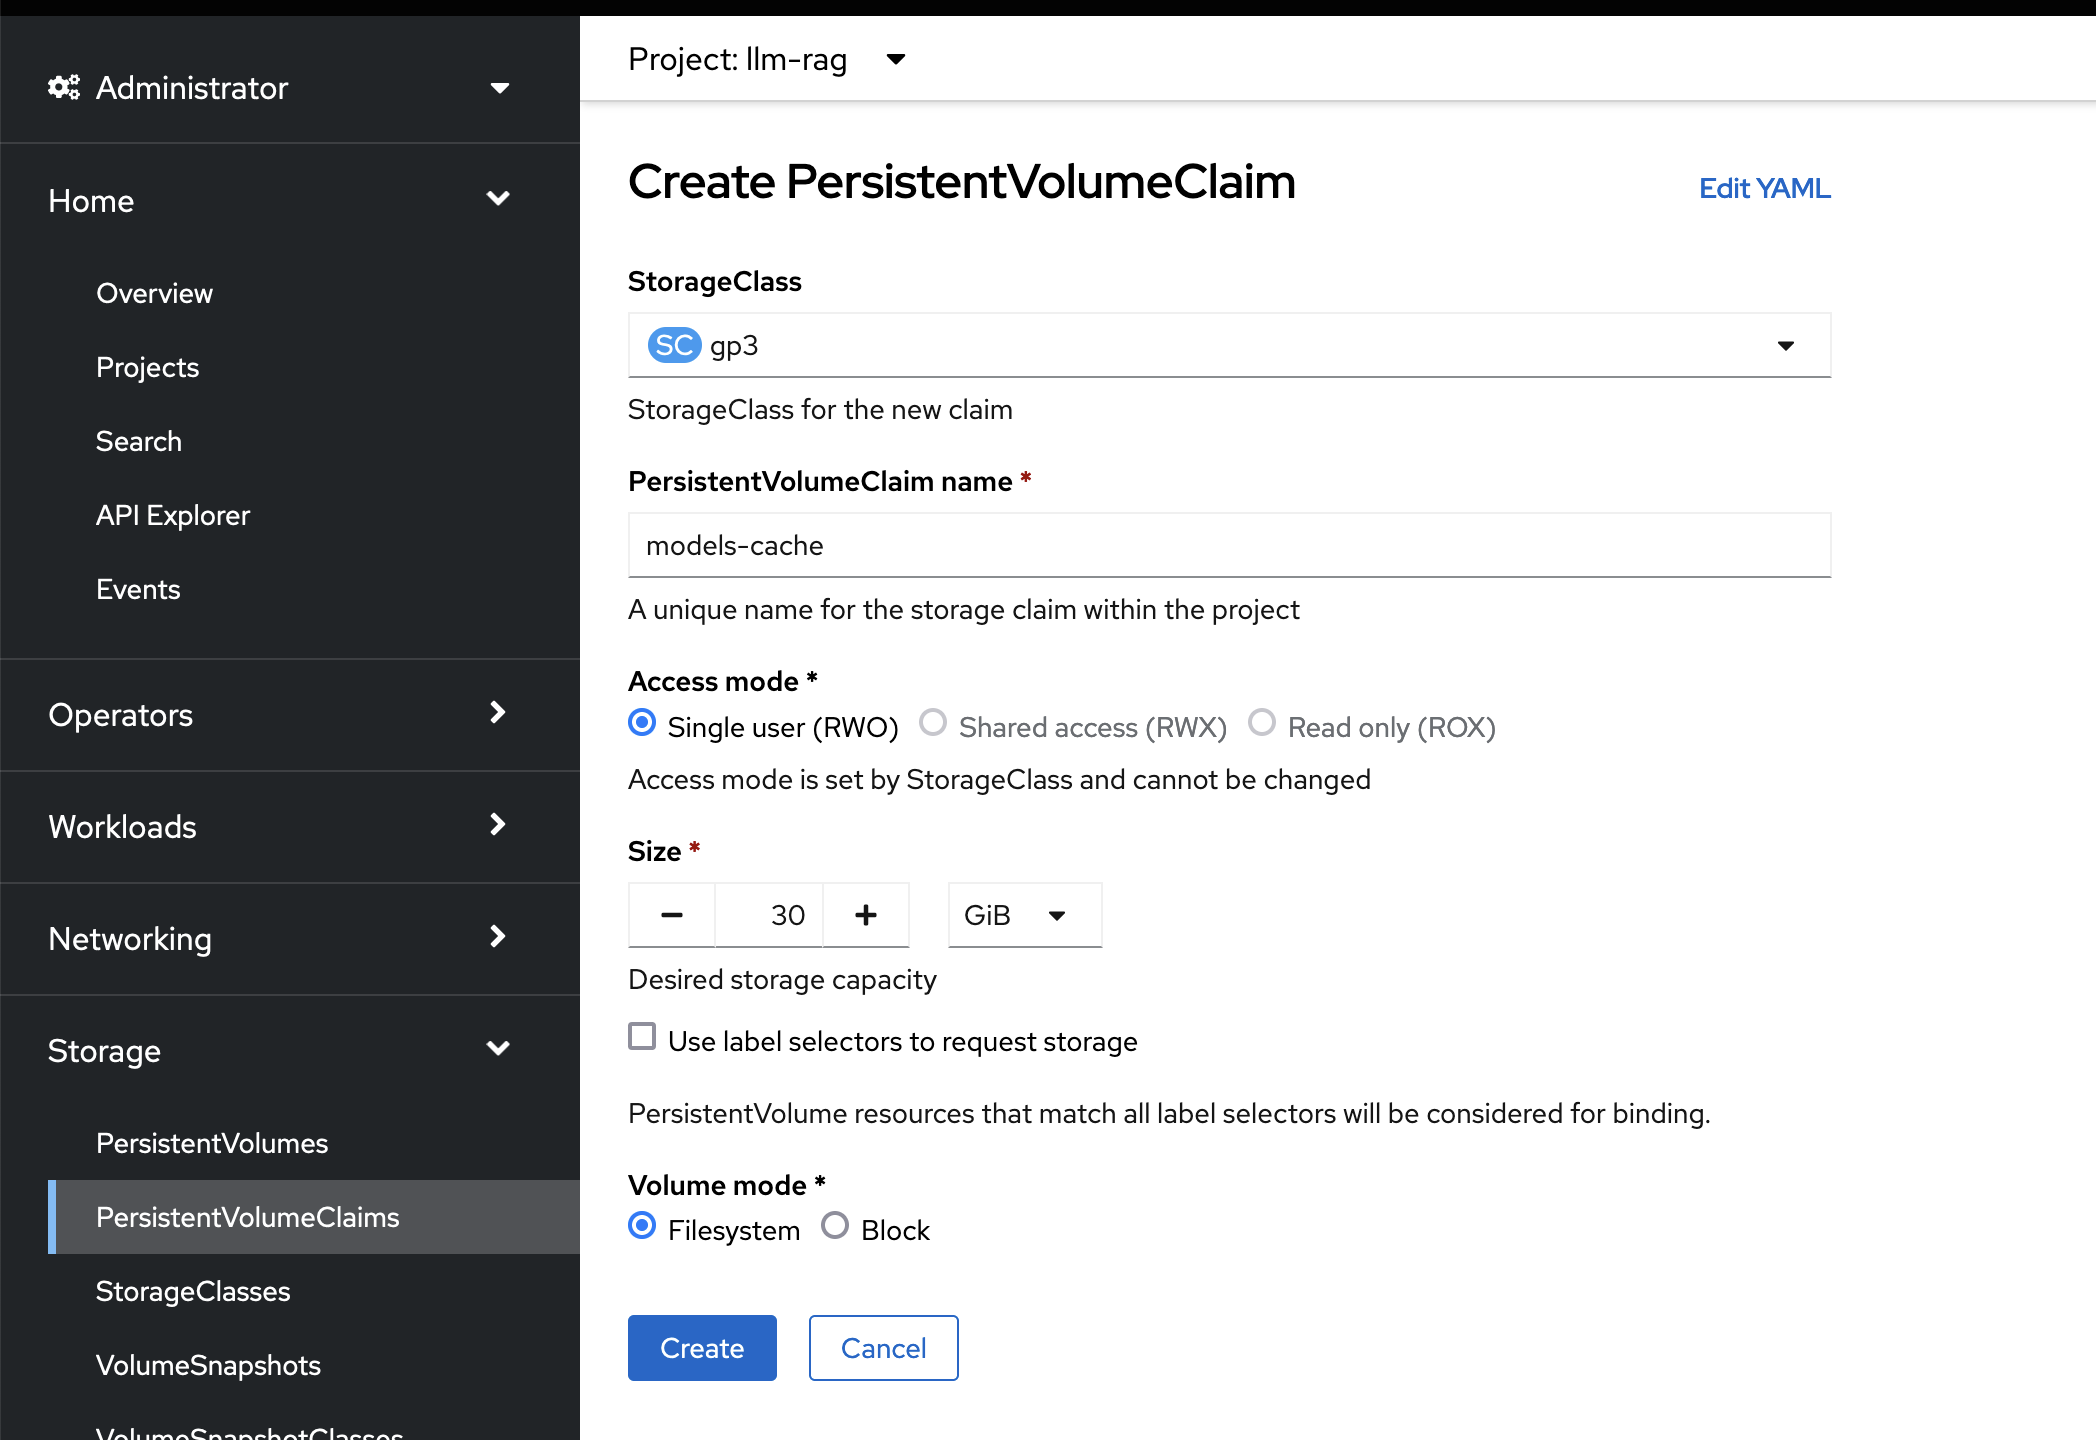 Administrator
Home
Overview
Projects
Search
API Explorer
Events
Operators
Workloads
Networking
Storage
PersistentVolumes
PersistentVolumeClaims
StorageClasses
VolumeSnapshots
VolumeSnapshotClasses
Project: llm-rag
Create PersistentVolumeClaim
Edit YAML
StorageClass
SC gp3
StorageClass for the new claim
PersistentVolumeClaim name *
models-cache
A unique name for the storage claim within the project
Access mode *
Single user (RWO) Shared access (RWX) Read only (ROX)
Access mode is set by StorageClass and cannot be changed
Size *
30 GiB
Desired storage capacity
Use label selectors to request storage
PersistentVolume resources that match all label selectors will be considered for binding.
Volume mode *
Filesystem Block
Create Cancel